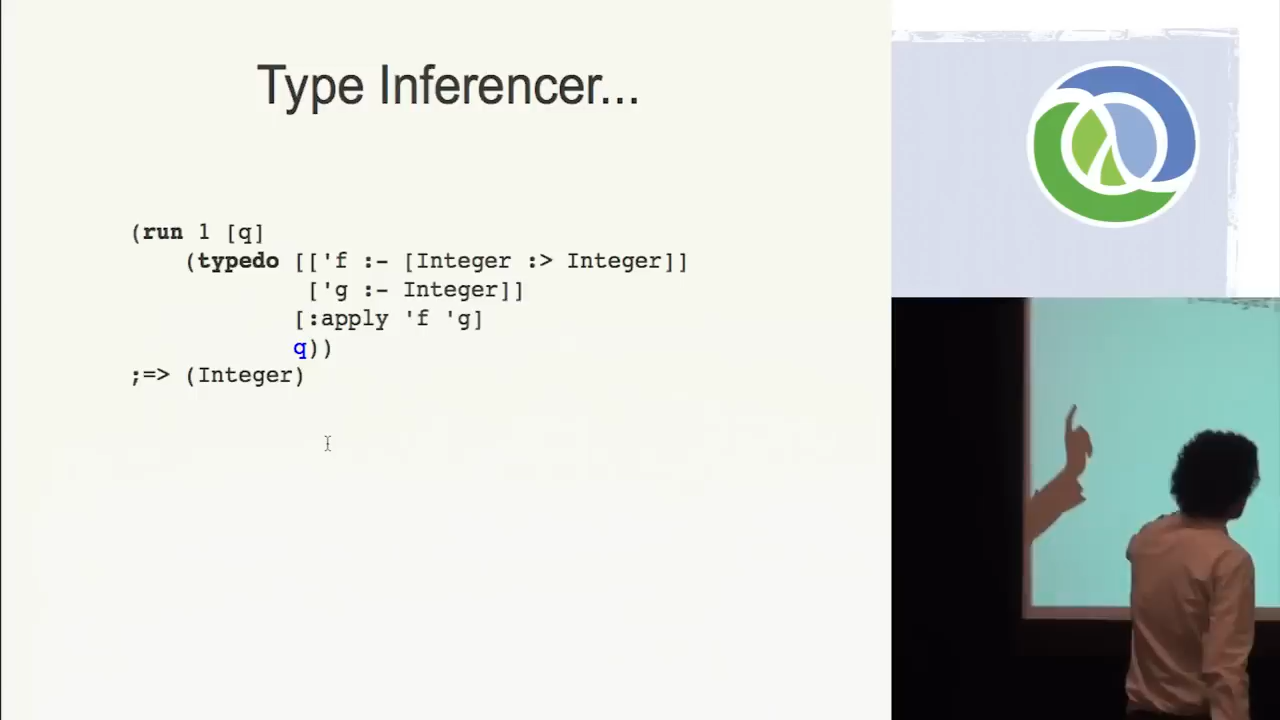 Type Inferencer...
(run 1 [q]
(typedo [['f :- [Integer :> Integer]]
['g :- Integer]]
[:apply 'f 'g]
q))
;=> (Integer)